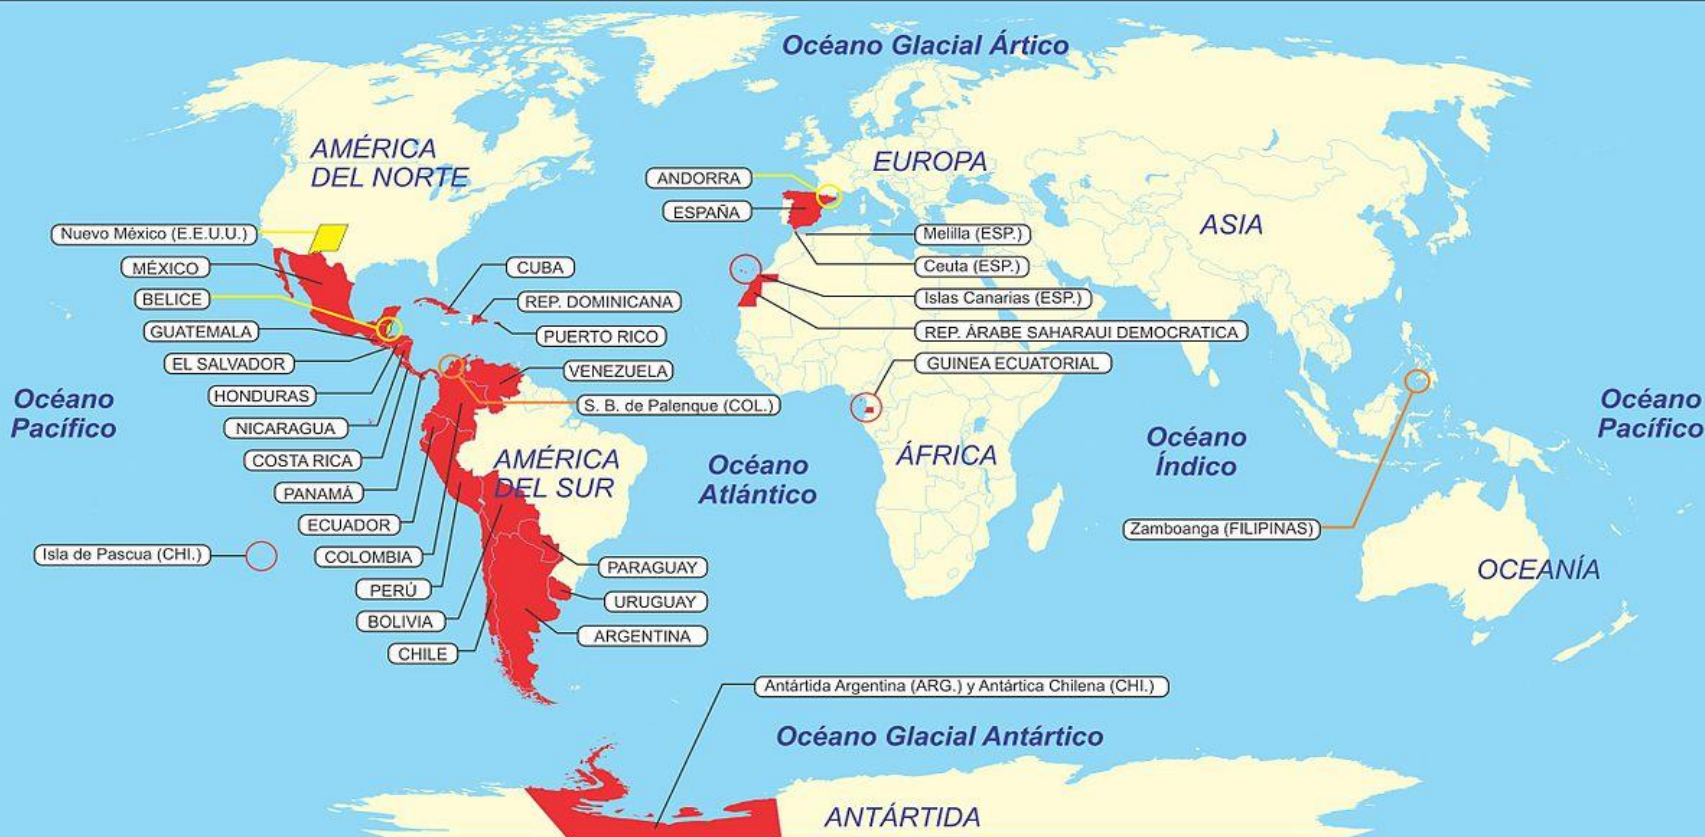 Océano Glacial Ártico
AMÉRICA
DEL NORTE
EUROPA
ASIA
ANDORRA
ESPAÑA
Nuevo México (E.E.U.U.)
MÉXICO
BELICE
GUATEMALA
EL SALVADOR
HONDURAS
NICARAGUA
COSTA RICA
PANAMÁ
ECUADOR
COLOMBIA
PERÚ
BOLIVIA
CHILE
CUBA
REP. DOMINICANA
PUERTO RICO
VENEZUELA
S. B. de Palenque (COL.)
Melilla (ESP.)
Ceuta (ESP.)
Islas Canarias (ESP.)
REP. ÁRABE SAHARAUI DEMOCRATICA
GUINEA ECUATORIAL
Océano
Pacífico
AMÉRICA
DEL SUR
Océano
Atlántico
ÁFRICA
Océano
Índico
Océano
Pacífico
Zamboanga (FILIPINAS)
Isla de Pascua (CHI.)
PARAGUAY
URUGUAY
ARGENTINA
OCEANÍA
Antártida Argentina (ARG.) y Antártica Chilena (CHI.)
Océano Glacial Antártico
ANTÁRTIDA